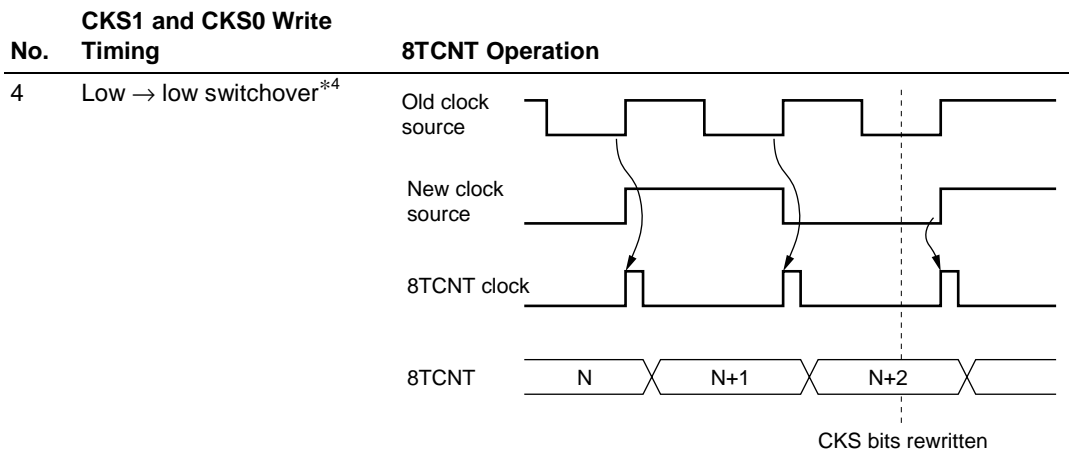 CKS1 and CKS0 Write
No. Timing 8TCNT Operation
4 Low → low switchover*4
Old clock
source
New clock
source
8TCNT clock
8TCNT N N+1 N+2
CKS bits rewritten